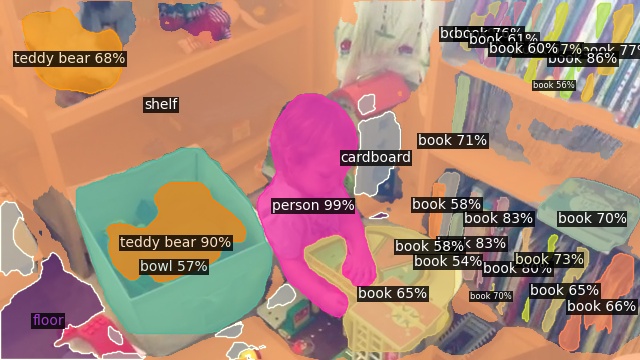 book 76%
book 61%
book 60%
7%
book 77%
book 86%
teddy bear 68%
book 56%
shelf
book 71%
cardboard
person 99%
book 58%
book 83%
book 70%
teddy bear 90%
book 58%
83%
book 54%
book 73%
bowl 57%
book 80%
book 65%
book 70%
book 65%
book 66%
floor